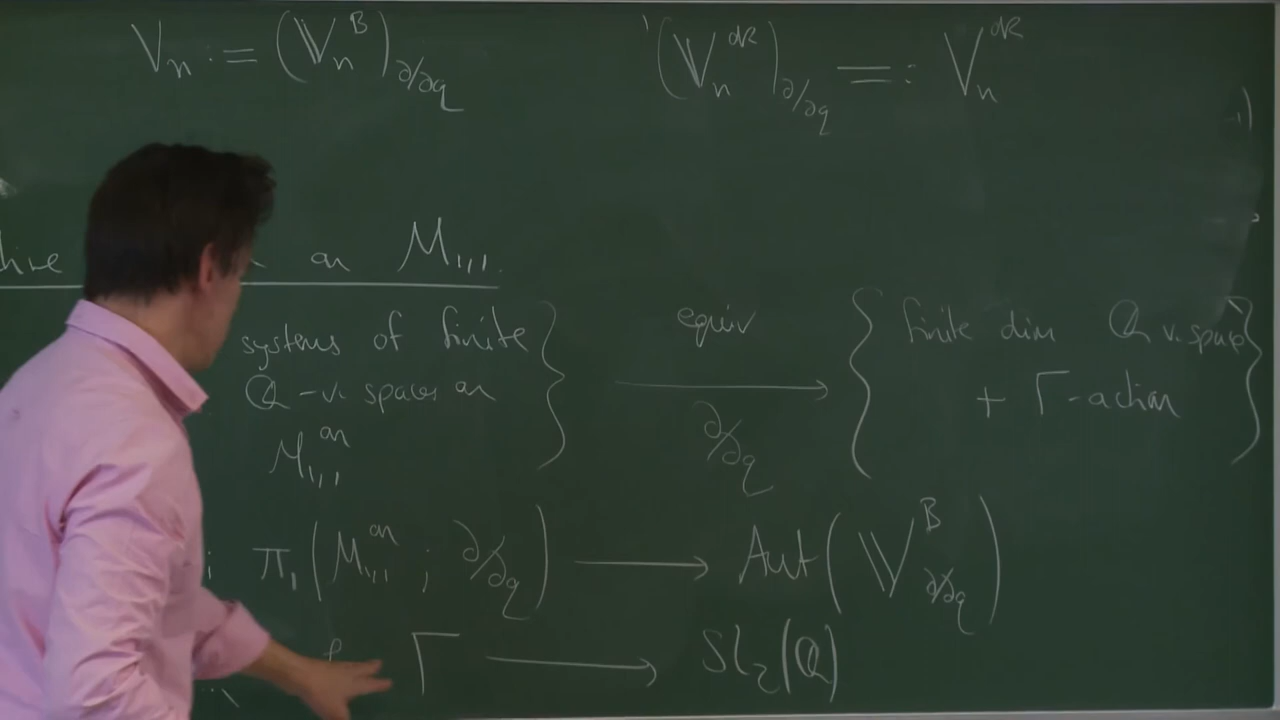 V_n := (𝕍_n^B)_{∂/∂q}
(𝕍_n^{dR})_{∂/∂q} =: V_n^{dR}
on M_{1,1}.
systems of finite
ℚ-v. spaces on
M_{1,1}^{an}
equiv
→
∂/∂q
{ finite dim ℚ v. spaces
+ Γ-action }
π_1(M_{1,1}^{an} ; ∂/∂q) → Aut(𝕍^B_{∂/∂q})
Γ → SL_2(ℚ)